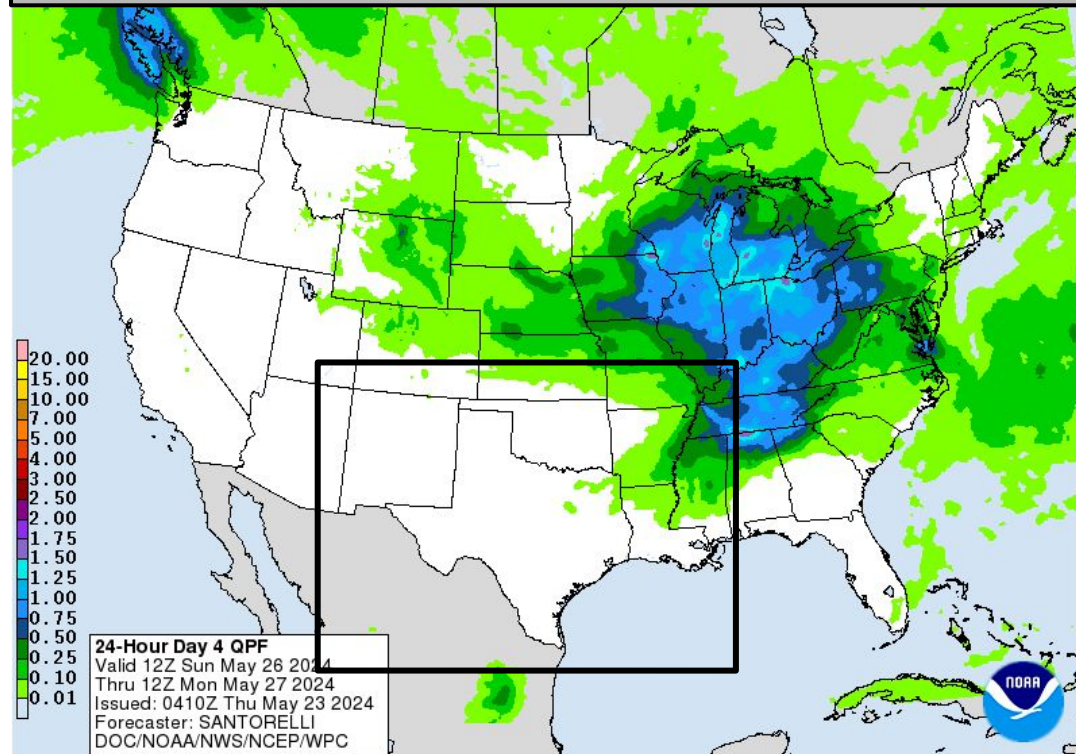 20.00
15.00
10.00
7.00
5.00
4.00
3.00
2.50
2.00
1.75
1.50
1.25
1.00
0.75
0.50
0.25
0.10
0.01
24-Hour Day 4 QPF
Valid 12Z Sun May 26 2024
Thru 12Z Mon May 27 2024
Issued: 0410Z Thu May 23 2024
Forecaster: SANTORELLI
DOC/NOAA/NWS/NCEP/WPC
NOAA